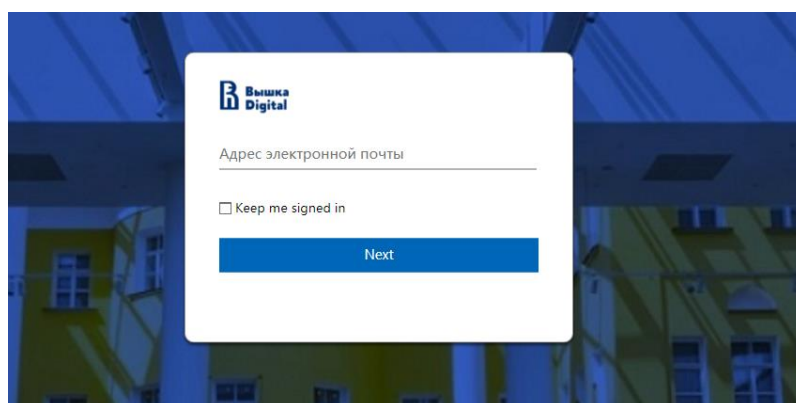 Вышка
Digital
Адрес электронной почты
Keep me signed in
Next